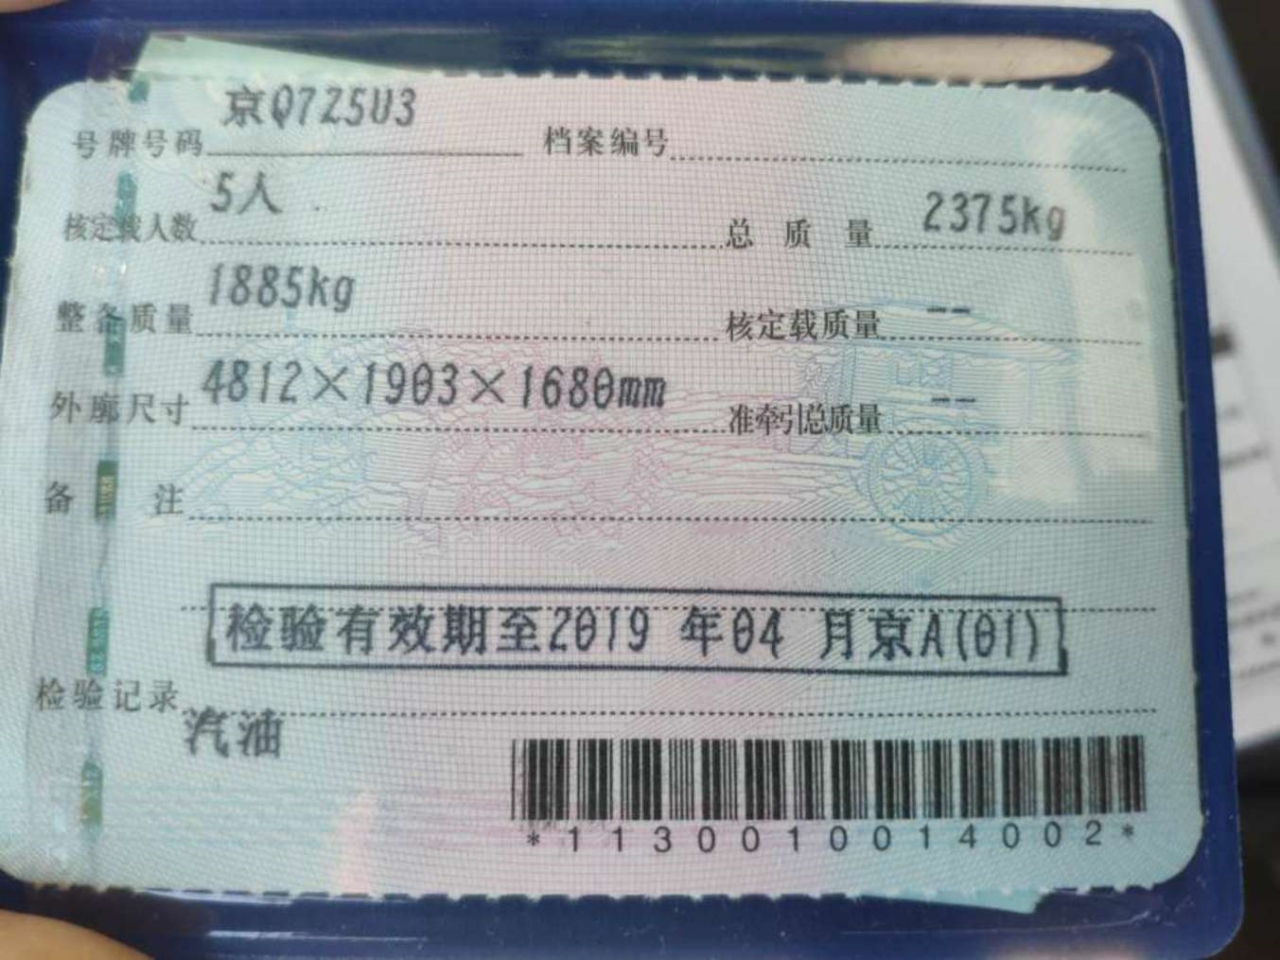 号牌号码 京Q7Z5U3 档案编号
核定载人数 5人 总质量 2375kg
整备质量 1885kg 核定载质量 --
外廓尺寸 4812×1903×1680mm 准牵引总质量 --
备注
检验有效期至2019 年04 月京A(01)
检验记录
汽油
*1130010014002*